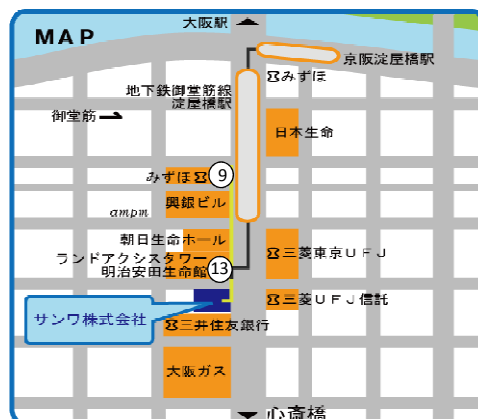 大阪駅
MAP
京阪淀屋橋駅
みずほ
地下鉄御堂筋線
淀屋橋駅
御堂筋
日本生命
みずほ
9
興銀ビル
ampm
朝日生命ホール
ランドアクシスタワー
明治安田生命館
13
三菱東京UFJ
サンワ株式会社
三菱UFJ信託
三井住友銀行
大阪ガス
心斎橋